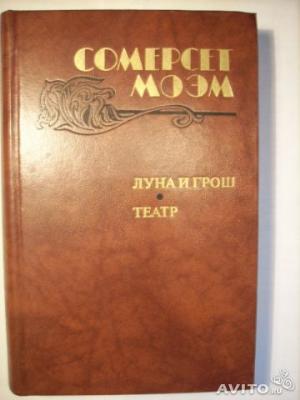 СОМЕРСЕТ
МОЭМ
ЛУНА И ГРОШ
•
ТЕАТР
AVITO.ru